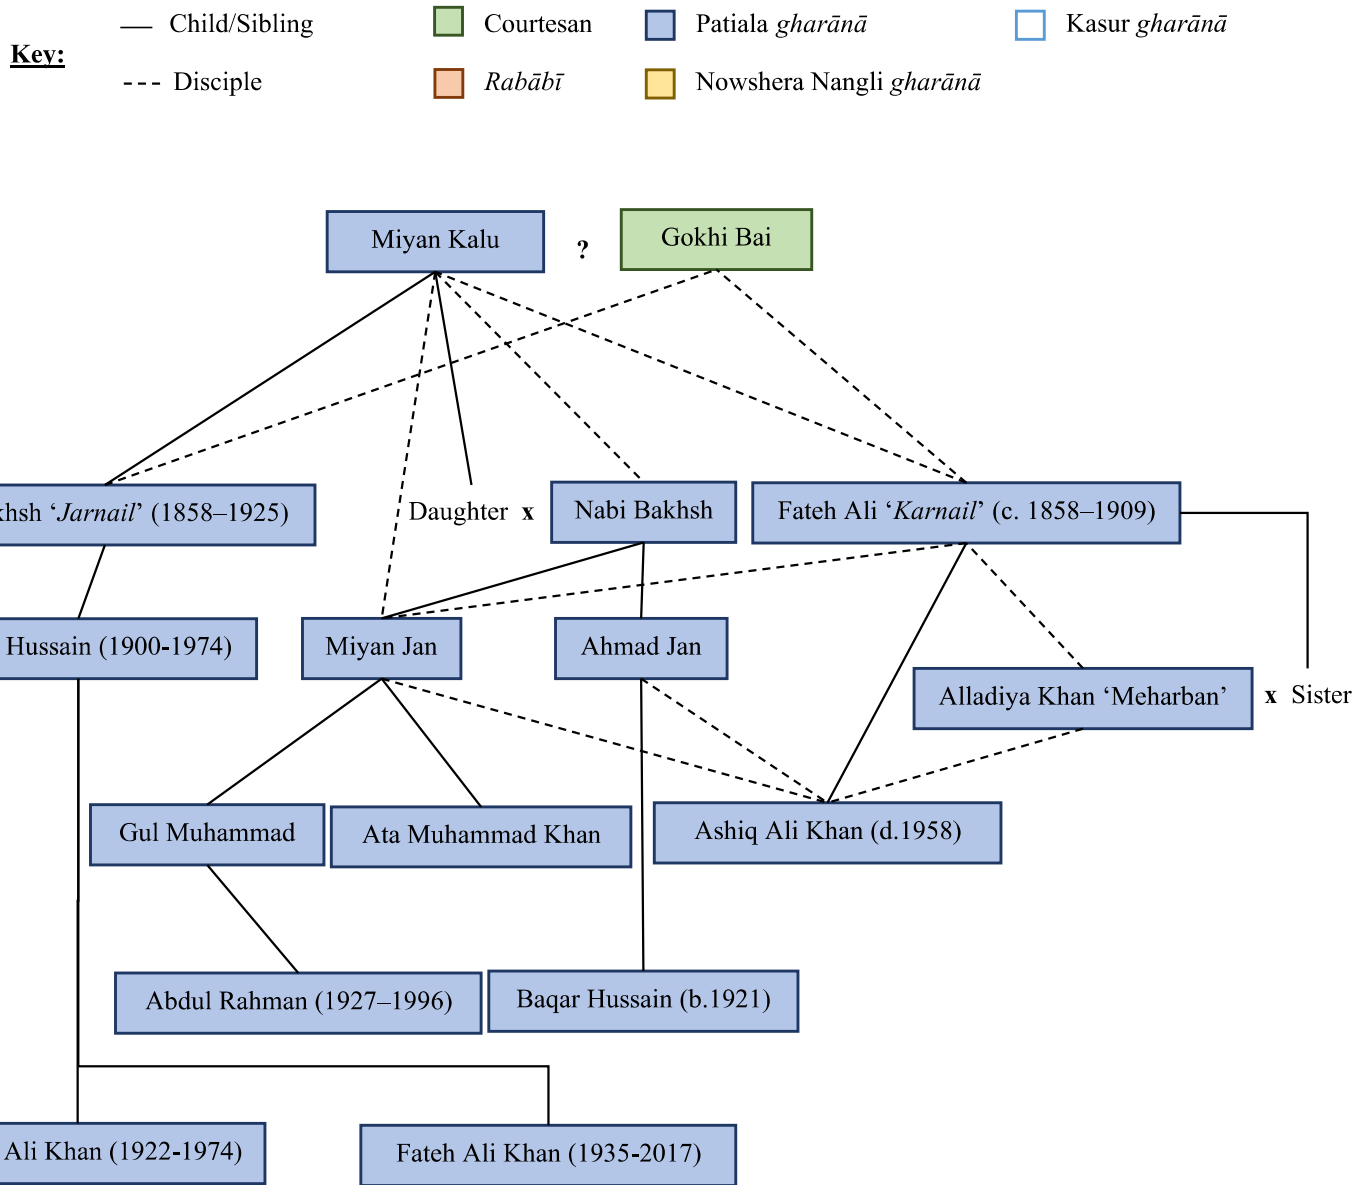 Key:
Child/Sibling
Courtesan
Patiala gharānā
Kasur gharānā
Disciple
Rabābī
Nowshera Nangli gharānā
Miyan Kalu
?
Gokhi Bai
khsh ‘Jarnail’ (1858–1925)
Daughter x
Nabi Bakhsh
Fateh Ali ‘Karnail’ (c. 1858–1909)
Hussain (1900-1974)
Miyan Jan
Ahmad Jan
Alladiya Khan ‘Meharban’
x Sister
Gul Muhammad
Ata Muhammad Khan
Ashiq Ali Khan (d.1958)
Abdul Rahman (1927–1996)
Baqar Hussain (b.1921)
Ali Khan (1922-1974)
Fateh Ali Khan (1935-2017)